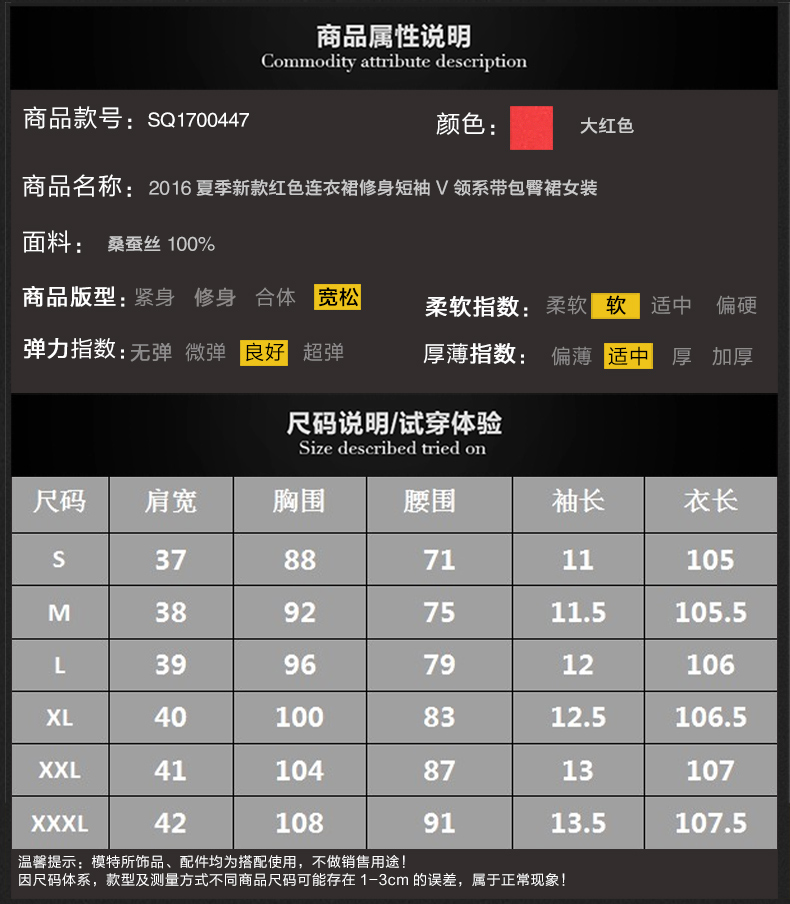 商品属性说明
Commodity attribute description
商品款号：SQ1700447 颜色： 大红色
商品名称：2016 夏季新款红色连衣裙修身短袖 V 领系带包臀裙女装
面料： 桑蚕丝 100%
商品版型：紧身 修身 合体 宽松 柔软指数：柔软 软 适中 偏硬
弹力指数：无弹 微弹 良好 超弹 厚薄指数： 偏薄 适中 厚 加厚
尺码说明/试穿体验
Size described tried on
尺码 肩宽 胸围 腰围 袖长 衣长
S 37 88 71 11 105
M 38 92 75 11.5 105.5
L 39 96 79 12 106
XL 40 100 83 12.5 106.5
XXL 41 104 87 13 107
XXXL 42 108 91 13.5 107.5
温馨提示：模特所饰品、配件均为搭配使用，不做销售用途！
因尺码体系，款型及测量方式不同商品尺码可能存在 1-3cm 的误差，属于正常现象！